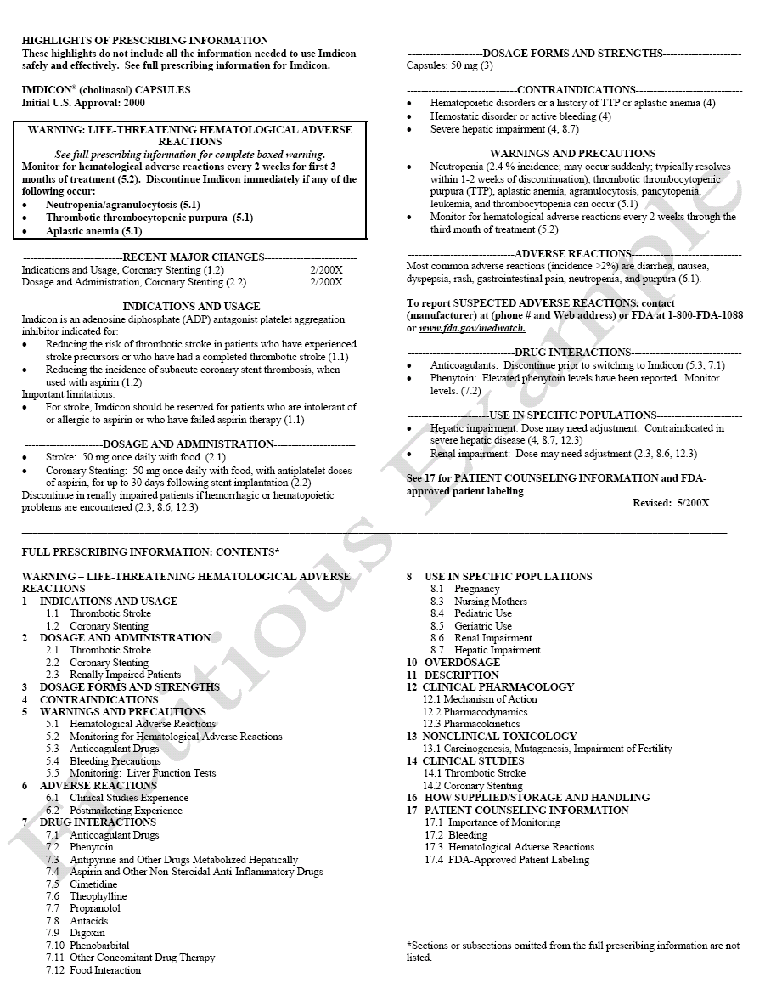 HIGHLIGHTS OF PRESCRIBING INFORMATION
These highlights do not include all the information needed to use Imdicon
safely and effectively. See full prescribing information for Imdicon.
IMDICON® (cholinasol) CAPSULES
Initial U.S. Approval: 2000
WARNING: LIFE-THREATENING HEMATOLOGICAL ADVERSE
REACTIONS
See full prescribing information for complete boxed warning.
Monitor for hematological adverse reactions every 2 weeks for first 3
months of treatment (5.2). Discontinue Imdicon immediately if any of the
following occur:
• Neutropenia/agranulocytosis (5.1)
• Thrombotic thrombocytopenic purpura (5.1)
• Aplastic anemia (5.1)
----------------------------RECENT MAJOR CHANGES--------------------------
Indications and Usage, Coronary Stenting (1.2) 2/200X
Dosage and Administration, Coronary Stenting (2.2) 2/200X
----------------------------INDICATIONS AND USAGE---------------------------
Imdicon is an adenosine diphosphate (ADP) antagonist platelet aggregation
inhibitor indicated for:
• Reducing the risk of thrombotic stroke in patients who have experienced
stroke precursors or who have had a completed thrombotic stroke (1.1)
• Reducing the incidence of subacute coronary stent thrombosis, when
used with aspirin (1.2)
Important limitations:
• For stroke, Imdicon should be reserved for patients who are intolerant of
or allergic to aspirin or who have failed aspirin therapy (1.1)
----------------------DOSAGE AND ADMINISTRATION-----------------------
• Stroke: 50 mg once daily with food. (2.1)
• Coronary Stenting: 50 mg once daily with food, with antiplatelet doses
of aspirin, for up to 30 days following stent implantation (2.2)
Discontinue in renally impaired patients if hemorrhagic or hematopoietic
problems are encountered (2.3, 8.6, 12.3)
---------------------DOSAGE FORMS AND STRENGTHS----------------------
Capsules: 50 mg (3)
-------------------------------CONTRAINDICATIONS------------------------------
• Hematopoietic disorders or a history of TTP or aplastic anemia (4)
• Hemostatic disorder or active bleeding (4)
• Severe hepatic impairment (4, 8.7)
-----------------------WARNINGS AND PRECAUTIONS------------------------
• Neutropenia (2.4 % incidence; may occur suddenly; typically resolves
within 1-2 weeks of discontinuation), thrombotic thrombocytopenic
purpura (TTP), aplastic anemia, agranulocytosis, pancytopenia,
leukemia, and thrombocytopenia can occur (5.1)
• Monitor for hematological adverse reactions every 2 weeks through the
third month of treatment (5.2)
------------------------------ADVERSE REACTIONS-------------------------------
Most common adverse reactions (incidence >2%) are diarrhea, nausea,
dyspepsia, rash, gastrointestinal pain, neutropenia, and purpura (6.1).
To report SUSPECTED ADVERSE REACTIONS, contact
(manufacturer) at (phone # and Web address) or FDA at 1-800-FDA-1088
or www.fda.gov/medwatch.
------------------------------DRUG INTERACTIONS-------------------------------
• Anticoagulants: Discontinue prior to switching to Imdicon (5.3, 7.1)
• Phenytoin: Elevated phenytoin levels have been reported. Monitor
levels. (7.2)
-----------------------USE IN SPECIFIC POPULATIONS------------------------
• Hepatic impairment: Dose may need adjustment. Contraindicated in
severe hepatic disease (4, 8.7, 12.3)
• Renal impairment: Dose may need adjustment (2.3, 8.6, 12.3)
See 17 for PATIENT COUNSELING INFORMATION and FDA-
approved patient labeling
Revised: 5/200X
FULL PRESCRIBING INFORMATION: CONTENTS*
WARNING – LIFE-THREATENING HEMATOLOGICAL ADVERSE
REACTIONS
1 INDICATIONS AND USAGE
1.1 Thrombotic Stroke
1.2 Coronary Stenting
2 DOSAGE AND ADMINISTRATION
2.1 Thrombotic Stroke
2.2 Coronary Stenting
2.3 Renally Impaired Patients
3 DOSAGE FORMS AND STRENGTHS
4 CONTRAINDICATIONS
5 WARNINGS AND PRECAUTIONS
5.1 Hematological Adverse Reactions
5.2 Monitoring for Hematological Adverse Reactions
5.3 Anticoagulant Drugs
5.4 Bleeding Precautions
5.5 Monitoring: Liver Function Tests
6 ADVERSE REACTIONS
6.1 Clinical Studies Experience
6.2 Postmarketing Experience
7 DRUG INTERACTIONS
7.1 Anticoagulant Drugs
7.2 Phenytoin
7.3 Antipyrine and Other Drugs Metabolized Hepatically
7.4 Aspirin and Other Non-Steroidal Anti-Inflammatory Drugs
7.5 Cimetidine
7.6 Theophylline
7.7 Propranolol
7.8 Antacids
7.9 Digoxin
7.10 Phenobarbital
7.11 Other Concomitant Drug Therapy
7.12 Food Interaction
8 USE IN SPECIFIC POPULATIONS
8.1 Pregnancy
8.3 Nursing Mothers
8.4 Pediatric Use
8.5 Geriatric Use
8.6 Renal Impairment
8.7 Hepatic Impairment
10 OVERDOSAGE
11 DESCRIPTION
12 CLINICAL PHARMACOLOGY
12.1 Mechanism of Action
12.2 Pharmacodynamics
12.3 Pharmacokinetics
13 NONCLINICAL TOXICOLOGY
13.1 Carcinogenesis, Mutagenesis, Impairment of Fertility
14 CLINICAL STUDIES
14.1 Thrombotic Stroke
14.2 Coronary Stenting
16 HOW SUPPLIED/STORAGE AND HANDLING
17 PATIENT COUNSELING INFORMATION
17.1 Importance of Monitoring
17.2 Bleeding
17.3 Hematological Adverse Reactions
17.4 FDA-Approved Patient Labeling
*Sections or subsections omitted from the full prescribing information are not
listed.
Fictitious Example